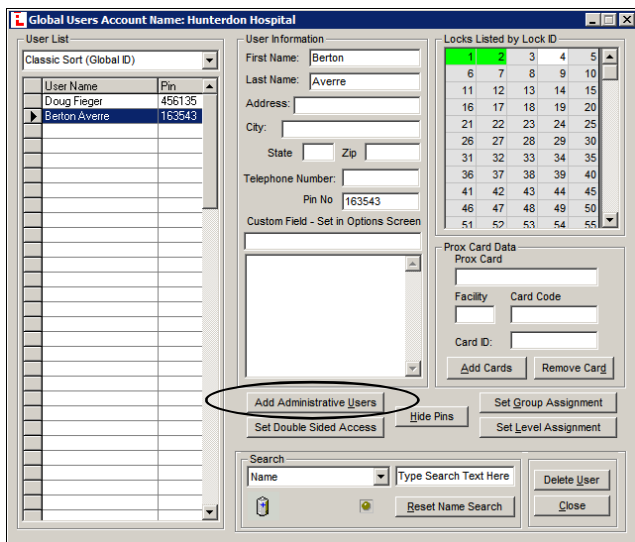 Global Users Account Name: Hunterdon Hospital
User List
Classic Sort (Global ID)
User Name Pin
Doug Fieger 456135
Berton Averre 163543
User Information
First Name: Berton
Last Name: Averre
Address:
City:
State Zip
Telephone Number:
Pin No 163543
Custom Field - Set in Options Screen
Locks Listed by Lock ID
1 2 3 4 5
6 7 8 9 10
11 12 13 14 15
16 17 18 19 20
21 22 23 24 25
26 27 28 29 30
31 32 33 34 35
36 37 38 39 40
41 42 43 44 45
46 47 48 49 50
51 52 53 54 55
Prox Card Data
Prox Card
Facility Card Code
Card ID:
Add Cards Remove Card
Add Administrative Users
Set Double Sided Access
Hide Pins
Set Group Assignment
Set Level Assignment
Search
Name Type Search Text Here
Reset Name Search
Delete User
Close